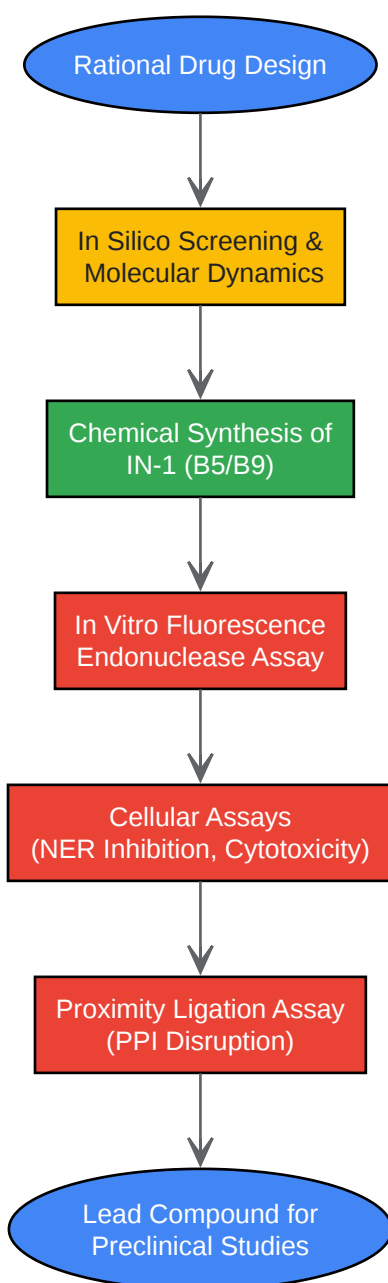 Rational Drug Design
In Silico Screening &
Molecular Dynamics
Chemical Synthesis of
IN-1 (B5/B9)
In Vitro Fluorescence
Endonuclease Assay
Cellular Assays
(NER Inhibition, Cytotoxicity)
Proximity Ligation Assay
(PPI Disruption)
Lead Compound for
Preclinical Studies